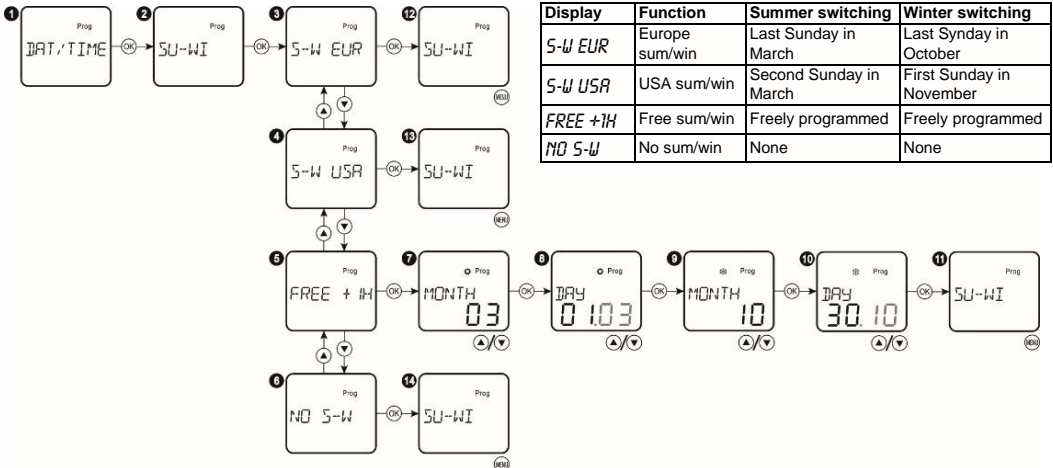 1 Prog
DAT/TIME
OK
2 Prog
SU-WI
OK
3 Prog
S-W EUR
OK
12 Prog
SU-WI
MENU
4 Prog
S-W USA
OK
13 Prog
SU-WI
MENU
5 Prog
FREE + 1H
OK
7 Prog
MONTH
03
OK
8 Prog
DAY
01.03
OK
9 Prog
MONTH
10
OK
10 Prog
DAY
30.10
OK
11 Prog
SU-WI
MENU
6 Prog
NO S-W
OK
14 Prog
SU-WI
MENU
Display Function Summer switching Winter switching
S-W EUR Europe sum/win Last Sunday in March Last Synday in October
S-W USA USA sum/win Second Sunday in March First Sunday in November
FREE +1H Free sum/win Freely programmed Freely programmed
NO S-W No sum/win None None